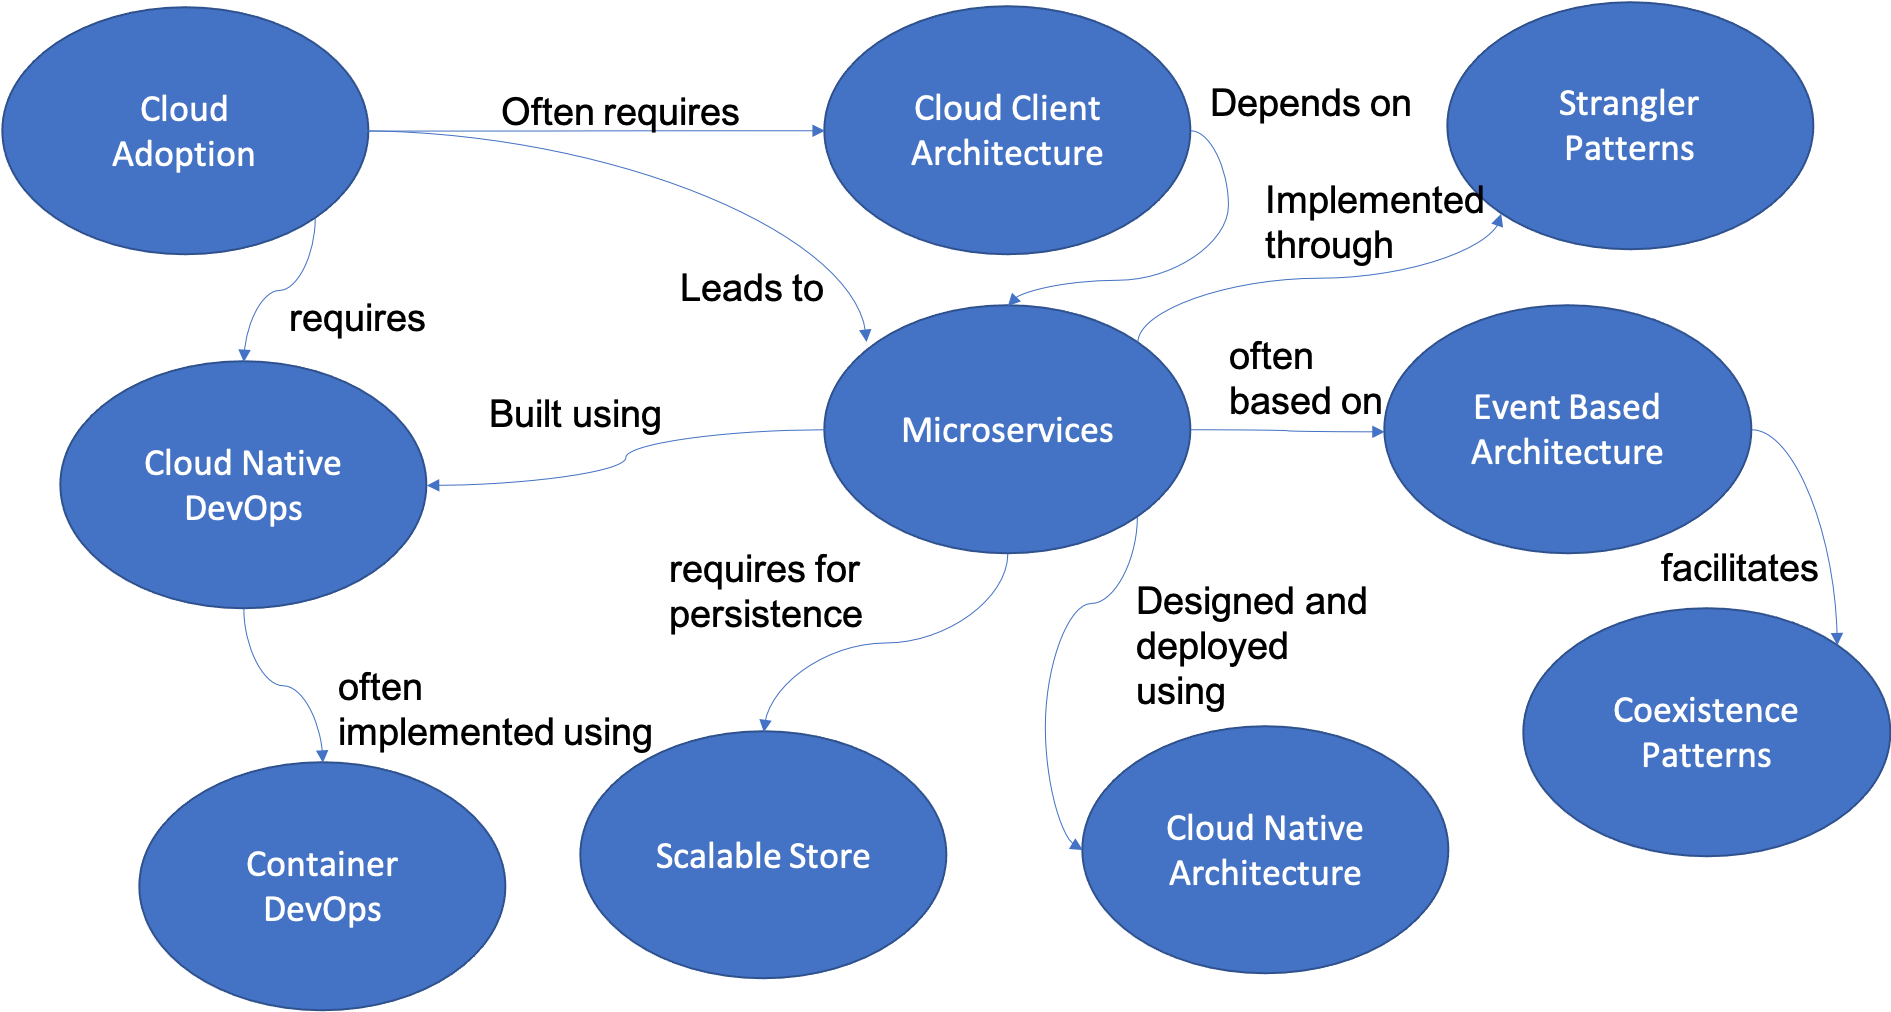 Cloud
Adoption
Often requires
Cloud Client
Architecture
Depends on
Strangler
Patterns
Implemented
through
Leads to
requires
often
based on
Built using
Microservices
Event Based
Architecture
Cloud Native
DevOps
requires for
persistence
Designed and
deployed
using
facilitates
often
implemented using
Coexistence
Patterns
Container
DevOps
Scalable Store
Cloud Native
Architecture